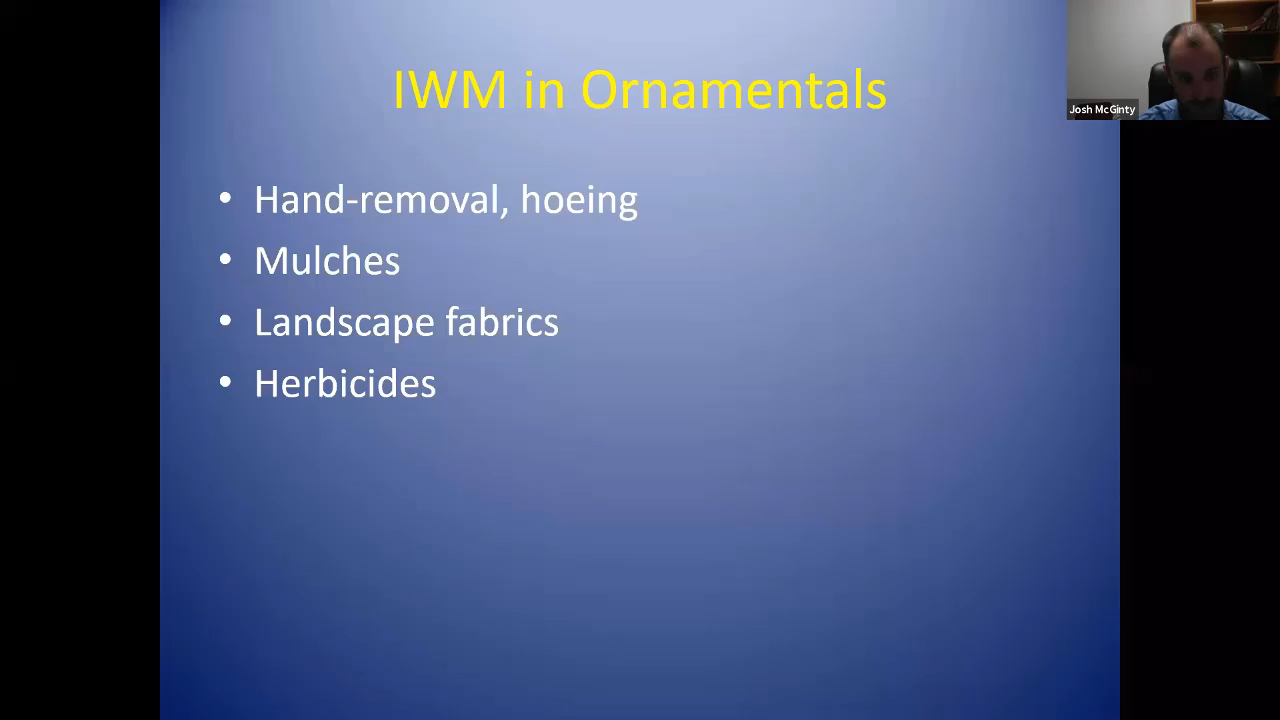 IWM in Ornamentals
Josh McGinty
• Hand-removal, hoeing
• Mulches
• Landscape fabrics
• Herbicides